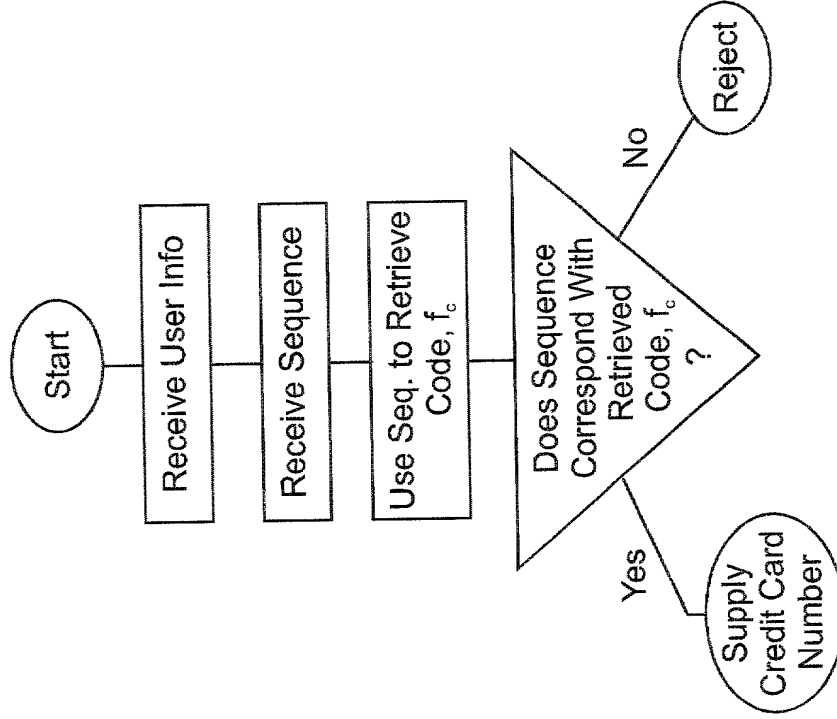 Start
Receive User Info
Receive Sequence
Use Seq. to Retrieve
Code, f_c
Does Sequence
Correspond With
Retrieved
Code, f_c
?
Yes
No
Supply
Credit Card
Number
Reject